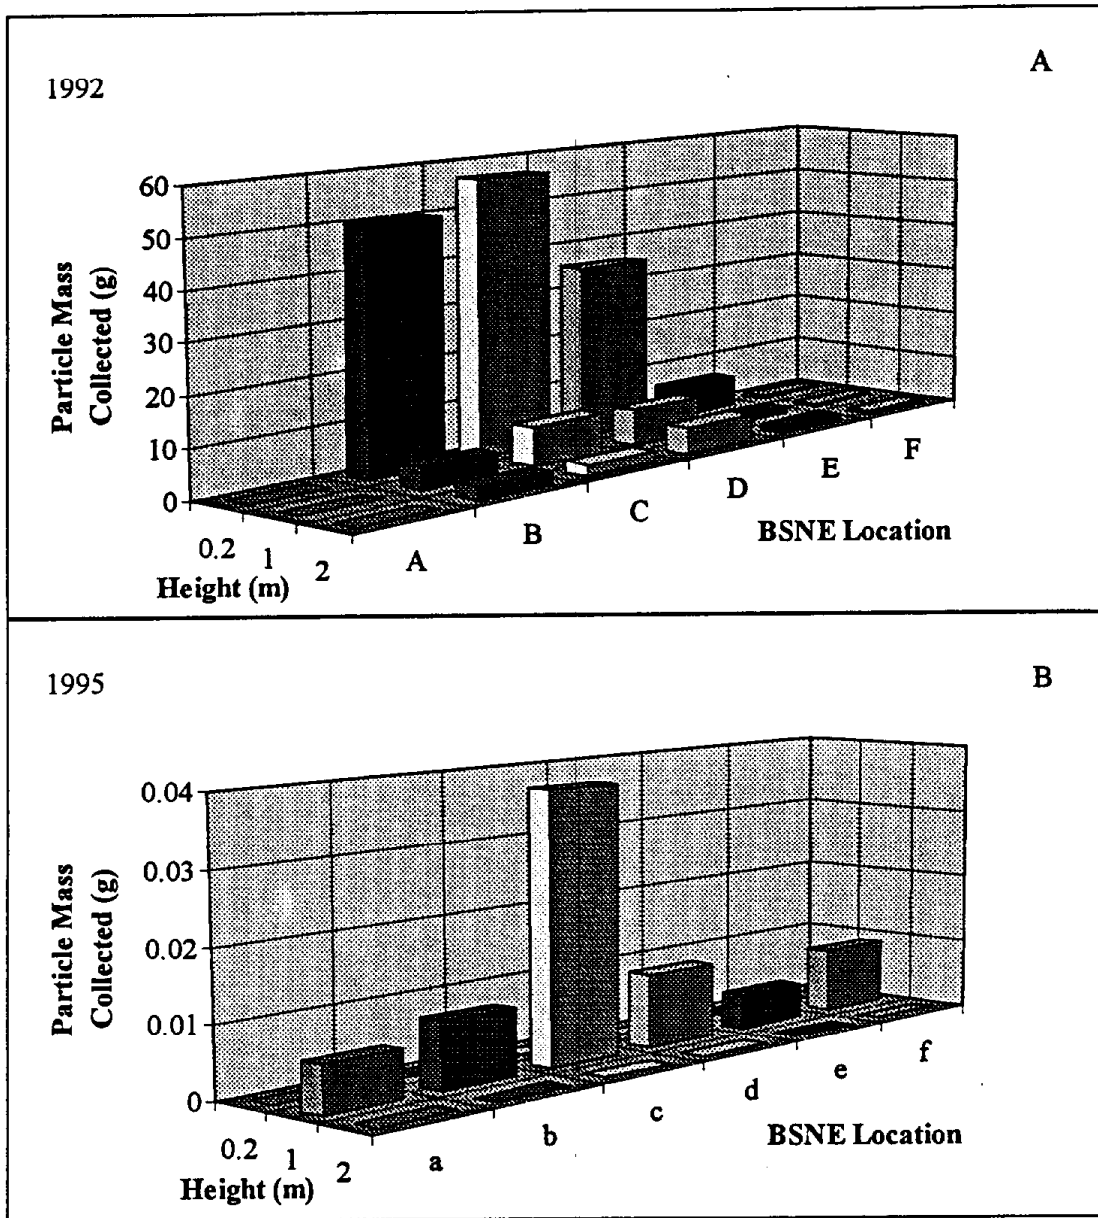 1992
A
60
50
40
30
20
10
0
Particle Mass
Collected (g)
0.2
1
2
Height (m)
A
B
C
D
E
F
BSNE Location
1995
B
0.04
0.03
0.02
0.01
0
Particle Mass
Collected (g)
0.2
1
2
Height (m)
a
b
c
d
e
f
BSNE Location